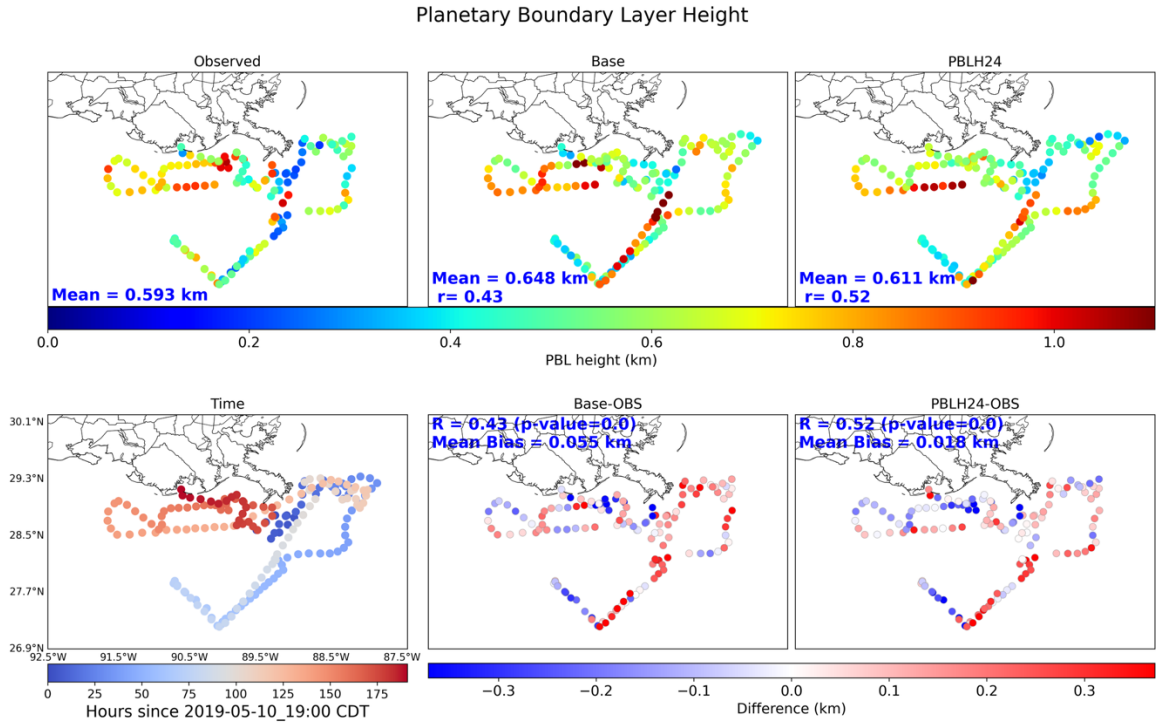 Planetary Boundary Layer Height
Observed
Base
PBLH24
Mean = 0.593 km
Mean = 0.648 km
r= 0.43
Mean = 0.611 km
r= 0.52
0.0 0.2 0.4 0.6 0.8 1.0
PBL height (km)
Time
Base-OBS
PBLH24-OBS
30.1°N
29.3°N
28.5°N
27.7°N
26.9°N
92.5°W 91.5°W 90.5°W 89.5°W 88.5°W 87.5°W
R = 0.43 (p-value=0.0)
Mean Bias = 0.055 km
R = 0.52 (p-value=0.0)
Mean Bias = 0.018 km
0 25 50 75 100 125 150 175
Hours since 2019-05-10_19:00 CDT
−0.3 −0.2 −0.1 0.0 0.1 0.2 0.3
Difference (km)